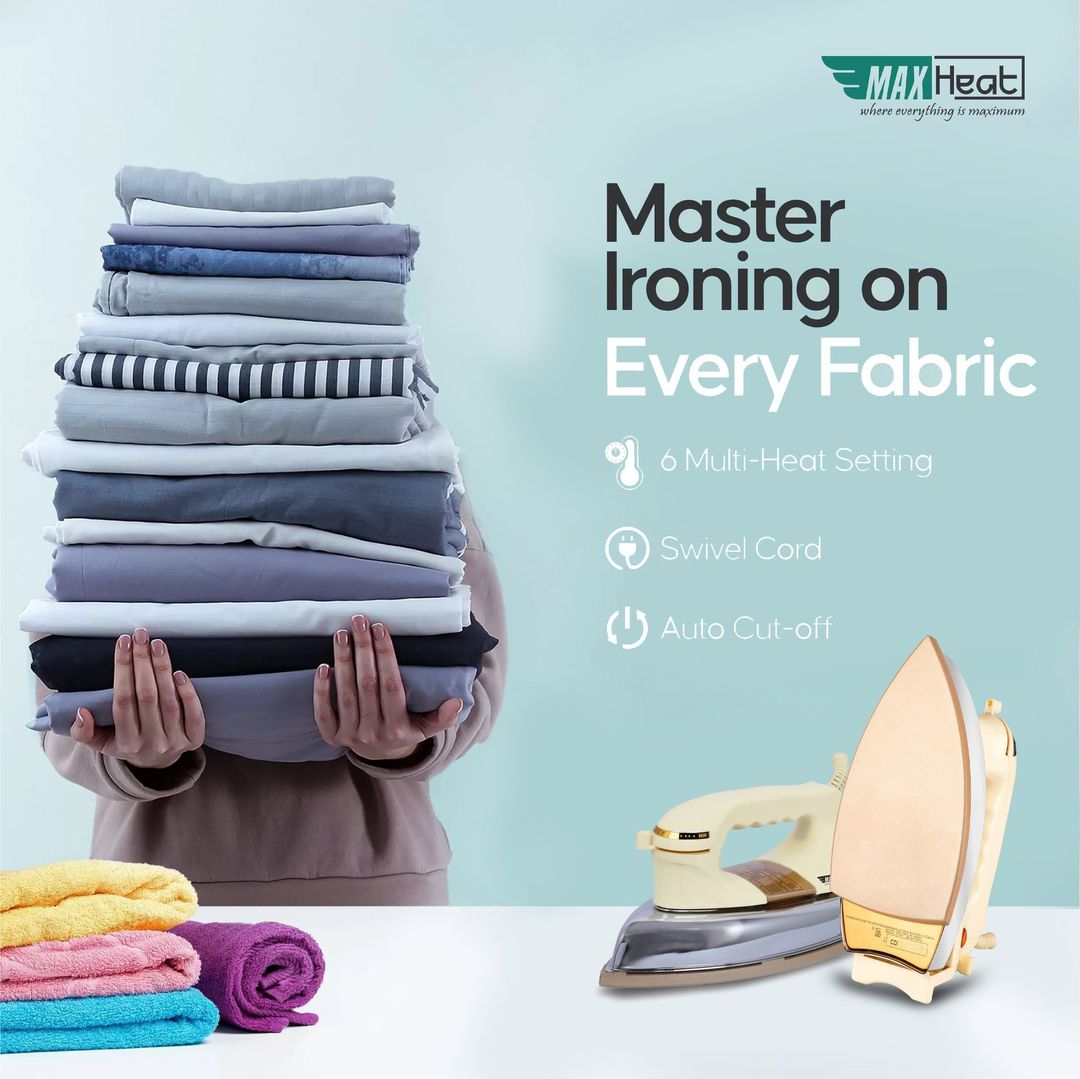 MAX Heat
where everything is maximum
Master
Ironing on
Every Fabric
6 Multi-Heat Setting
Swivel Cord
Auto Cut-off
MAX